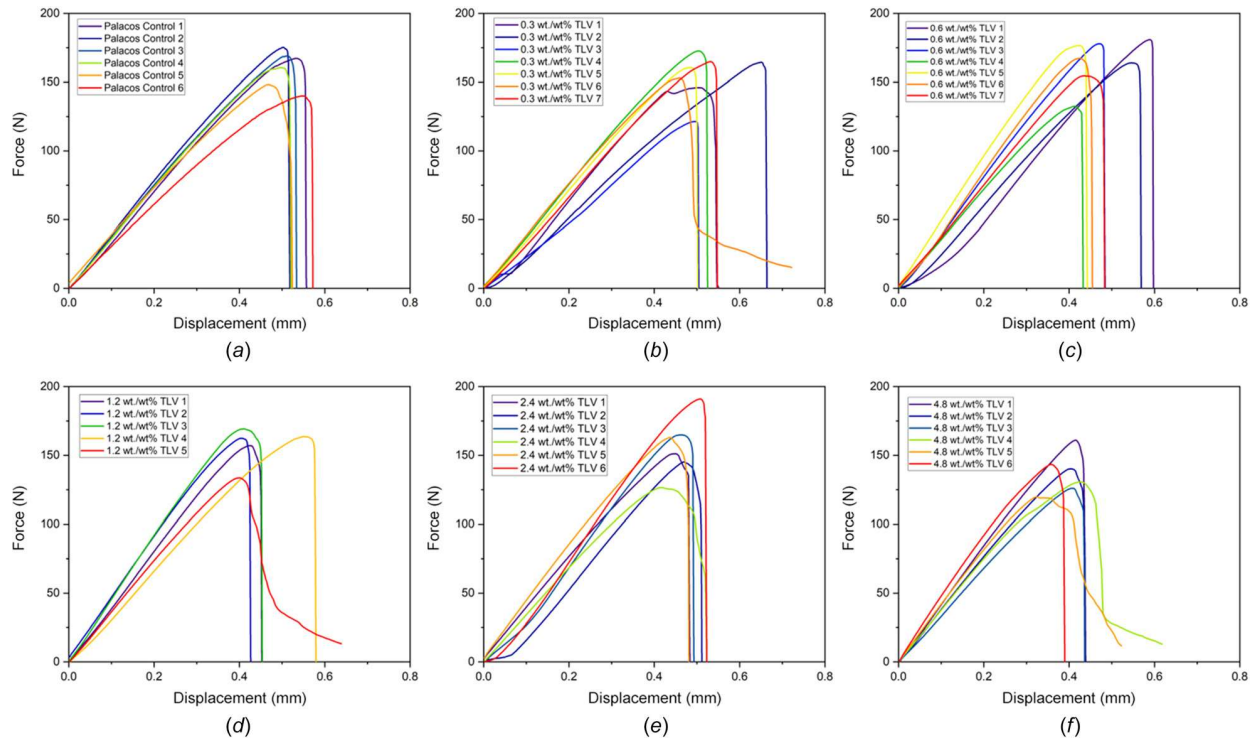 200
150
100
50
0
Force (N)
Palacos Control 1
Palacos Control 2
Palacos Control 3
Palacos Control 4
Palacos Control 5
Palacos Control 6
0.0 0.2 0.4 0.6 0.8
Displacement (mm)
(a)
200
150
100
50
0
Force (N)
0.3 wt./wt% TLV 1
0.3 wt./wt% TLV 2
0.3 wt./wt% TLV 3
0.3 wt./wt% TLV 4
0.3 wt./wt% TLV 5
0.3 wt./wt% TLV 6
0.3 wt./wt% TLV 7
0.0 0.2 0.4 0.6 0.8
Displacement (mm)
(b)
200
150
100
50
0
Force (N)
0.6 wt./wt% TLV 1
0.6 wt./wt% TLV 2
0.6 wt./wt% TLV 3
0.6 wt./wt% TLV 4
0.6 wt./wt% TLV 5
0.6 wt./wt% TLV 6
0.6 wt./wt% TLV 7
0.0 0.2 0.4 0.6 0.8
Displacement (mm)
(c)
200
150
100
50
0
Force (N)
1.2 wt./wt% TLV 1
1.2 wt./wt% TLV 2
1.2 wt./wt% TLV 3
1.2 wt./wt% TLV 4
1.2 wt./wt% TLV 5
0.0 0.2 0.4 0.6 0.8
Displacement (mm)
(d)
200
150
100
50
0
Force (N)
2.4 wt./wt% TLV 1
2.4 wt./wt% TLV 2
2.4 wt./wt% TLV 3
2.4 wt./wt% TLV 4
2.4 wt./wt% TLV 5
2.4 wt./wt% TLV 6
0.0 0.2 0.4 0.6 0.8
Displacement (mm)
(e)
200
150
100
50
0
Force (N)
4.8 wt./wt% TLV 1
4.8 wt./wt% TLV 2
4.8 wt./wt% TLV 3
4.8 wt./wt% TLV 4
4.8 wt./wt% TLV 5
4.8 wt./wt% TLV 6
0.0 0.2 0.4 0.6 0.8
Displacement (mm)
(f)